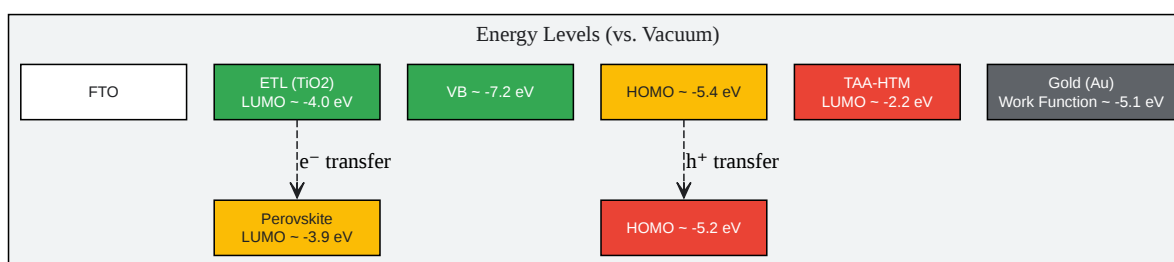 Energy Levels (vs. Vacuum)
FTO
ETL (TiO2)
LUMO ~ -4.0 eV
VB ~ -7.2 eV
HOMO ~ -5.4 eV
TAA-HTM
LUMO ~ -2.2 eV
Gold (Au)
Work Function ~ -5.1 eV
e⁻ transfer
h⁺ transfer
Perovskite
LUMO ~ -3.9 eV
HOMO ~ -5.2 eV